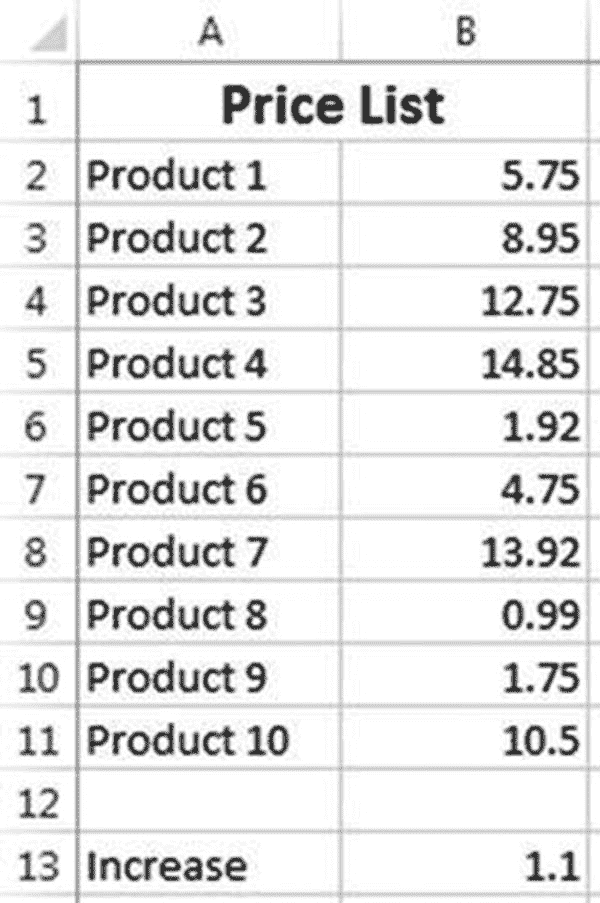 A B
1 Price List
2 Product 1 5.75
3 Product 2 8.95
4 Product 3 12.75
5 Product 4 14.85
6 Product 5 1.92
7 Product 6 4.75
8 Product 7 13.92
9 Product 8 0.99
10 Product 9 1.75
11 Product 10 10.5
12
13 Increase 1.1